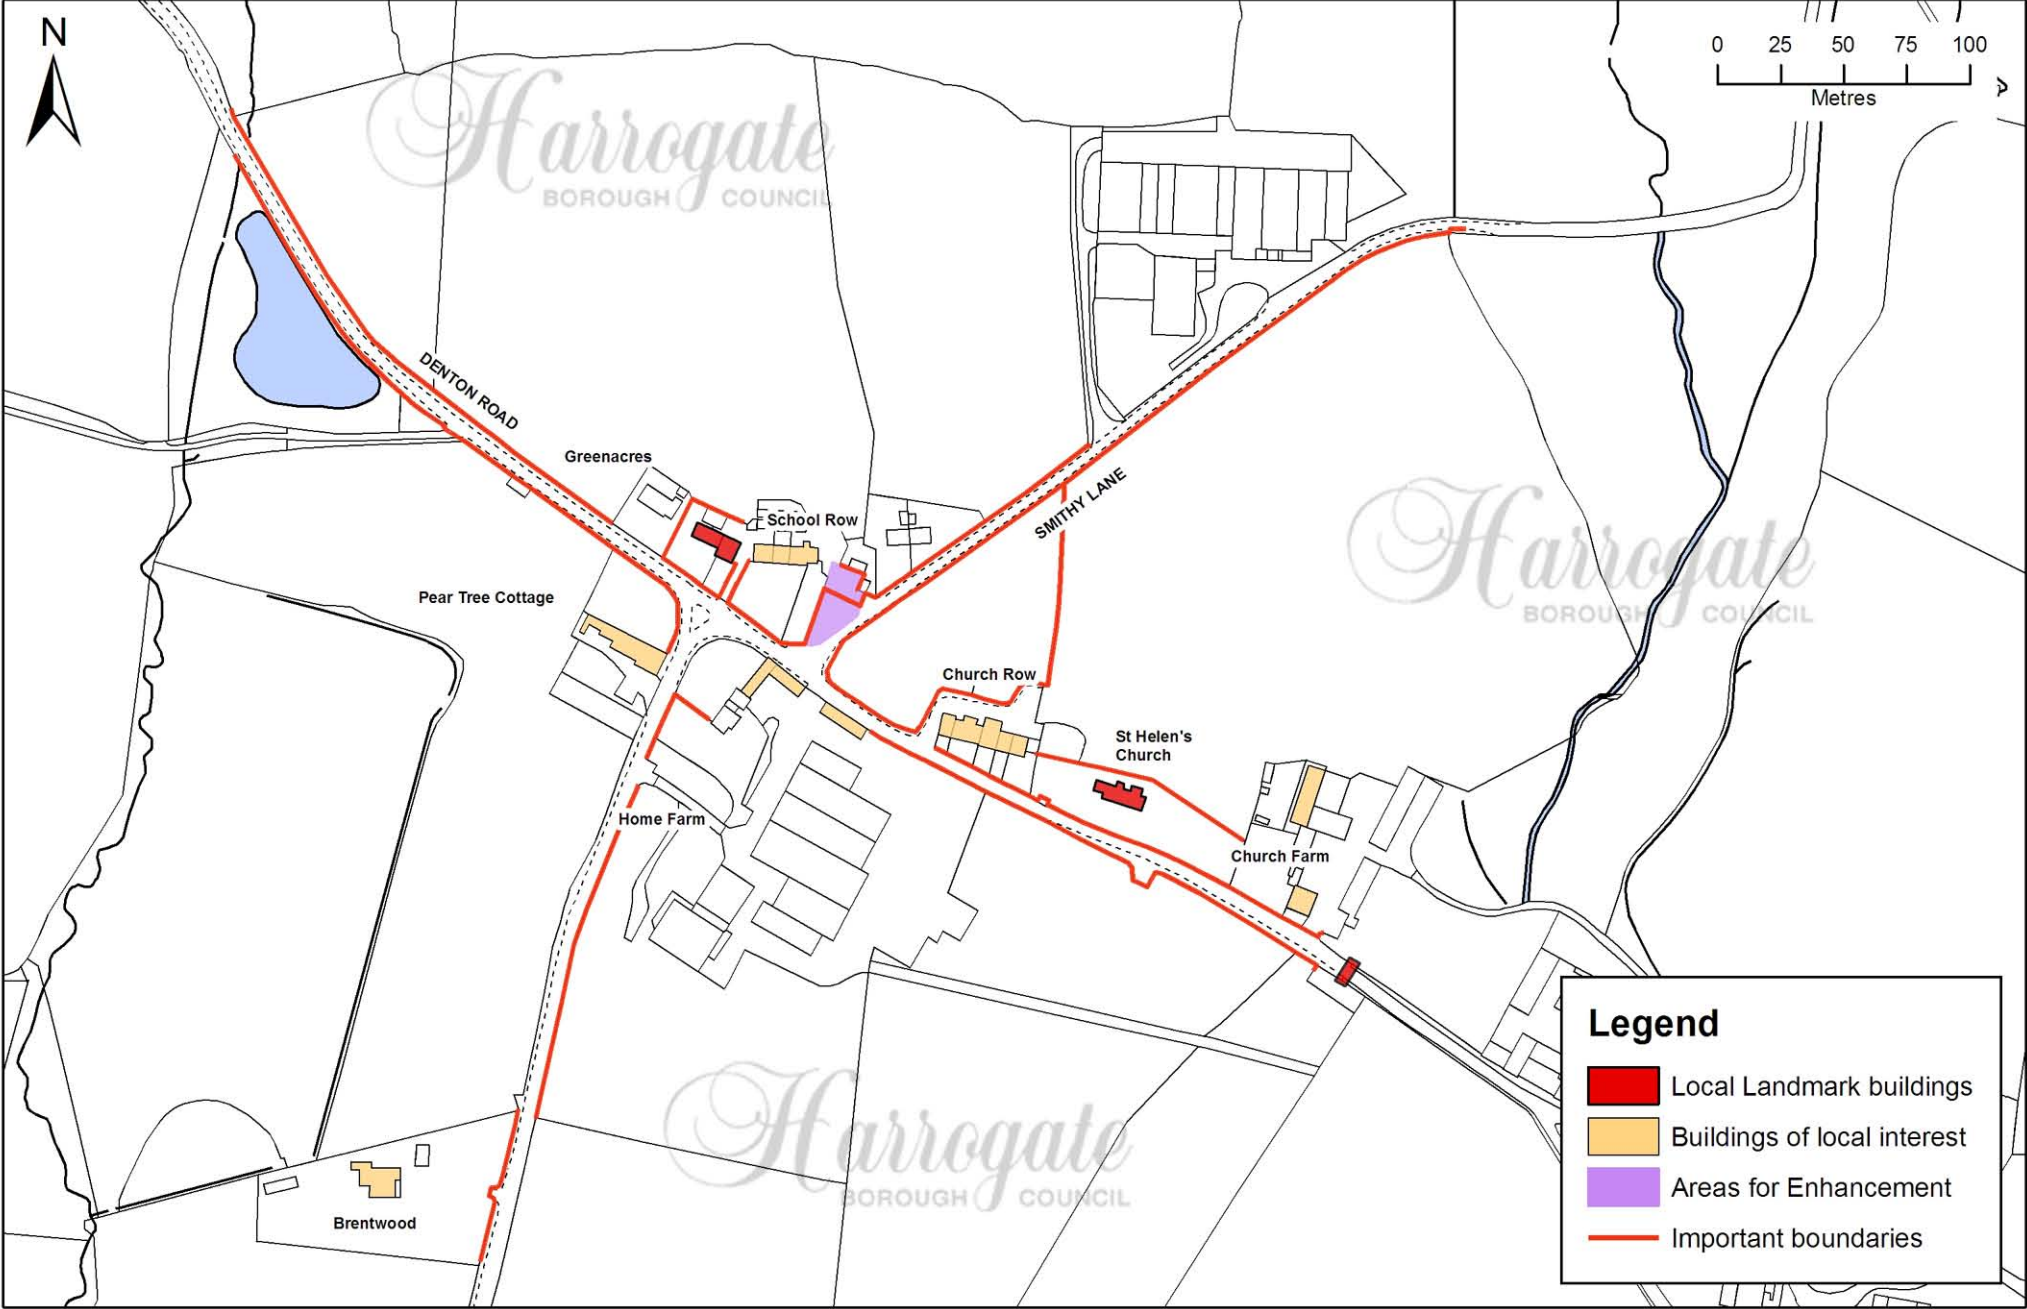 N
0 25 50 75 100
Metres
Harrogate
BOROUGH COUNCIL
DENTON ROAD
Greenacres
School Row
SMITHY LANE
Harrogate
BOROUGH COUNCIL
Pear Tree Cottage
Church Row
St Helen's
Church
Home Farm
Church Farm
Harrogate
BOROUGH COUNCIL
Brentwood
Legend
Local Landmark buildings
Buildings of local interest
Areas for Enhancement
Important boundaries